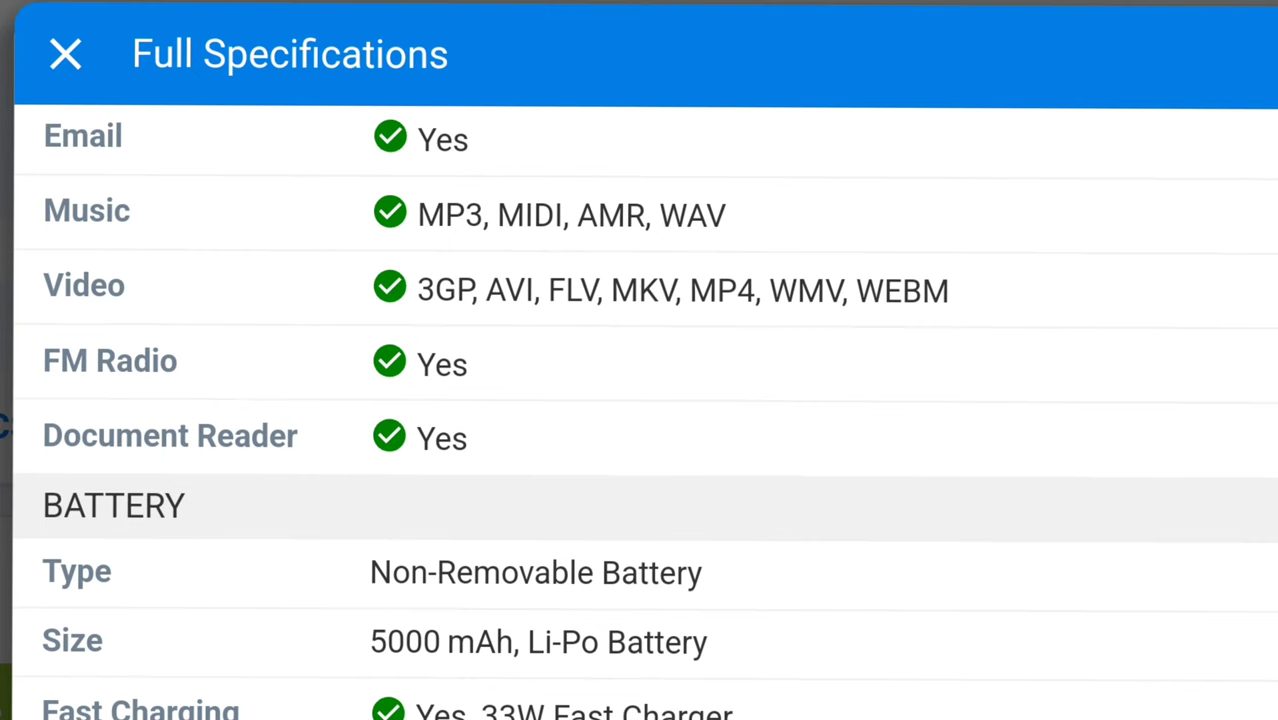 Full Specifications
Email Yes
Music MP3, MIDI, AMR, WAV
Video 3GP, AVI, FLV, MKV, MP4, WMV, WEBM
FM Radio Yes
Document Reader Yes
BATTERY
Type Non-Removable Battery
Size 5000 mAh, Li-Po Battery
Fast Charging Yes, 33W Fast Charger